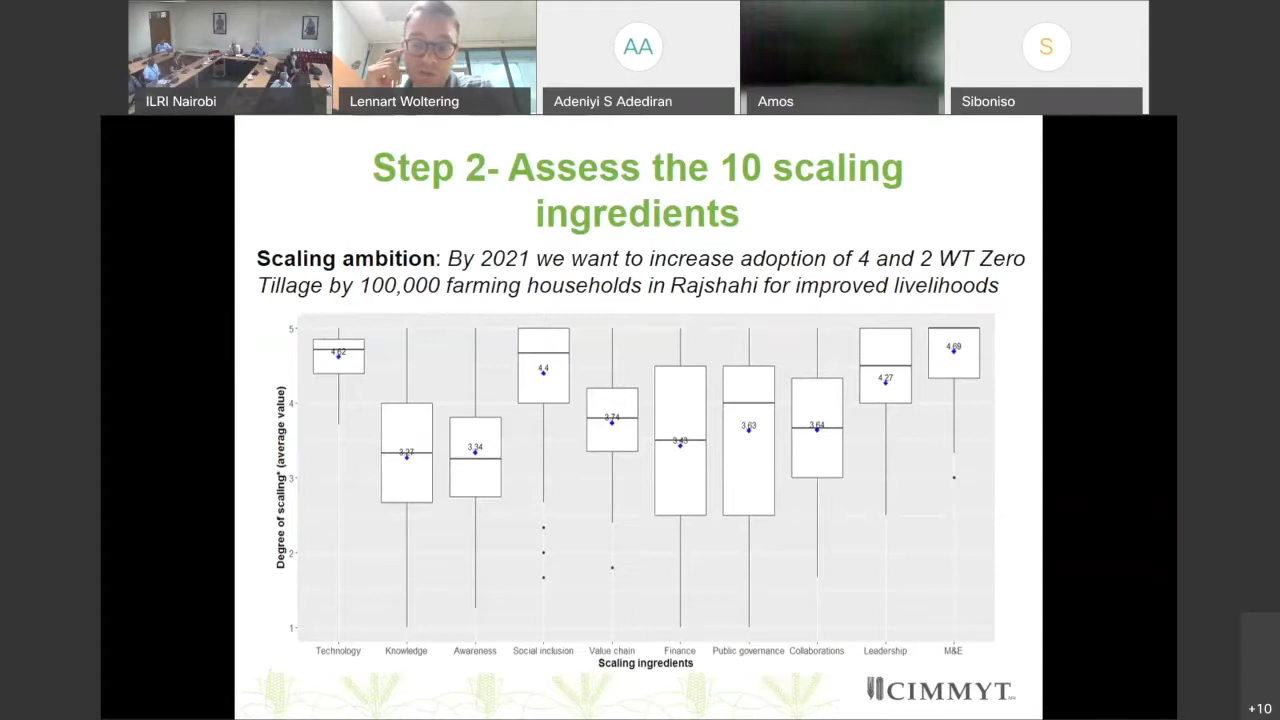 AA
S
ILRI Nairobi
Lennart Woltering
Adeniyi S Adediran
Amos
Siboniso
Step 2- Assess the 10 scaling
ingredients
Scaling ambition: By 2021 we want to increase adoption of 4 and 2 WT Zero
Tillage by 100,000 farming households in Rajshahi for improved livelihoods
Degree of scaling* (average value)
5
4
3
2
1
4.62
3.27
3.34
4.4
3.74
3.43
3.63
3.64
4.27
4.69
Technology
Knowledge
Awareness
Social inclusion
Value chain
Finance
Public governance
Collaborations
Leadership
M&E
Scaling ingredients
CIMMYT
+10